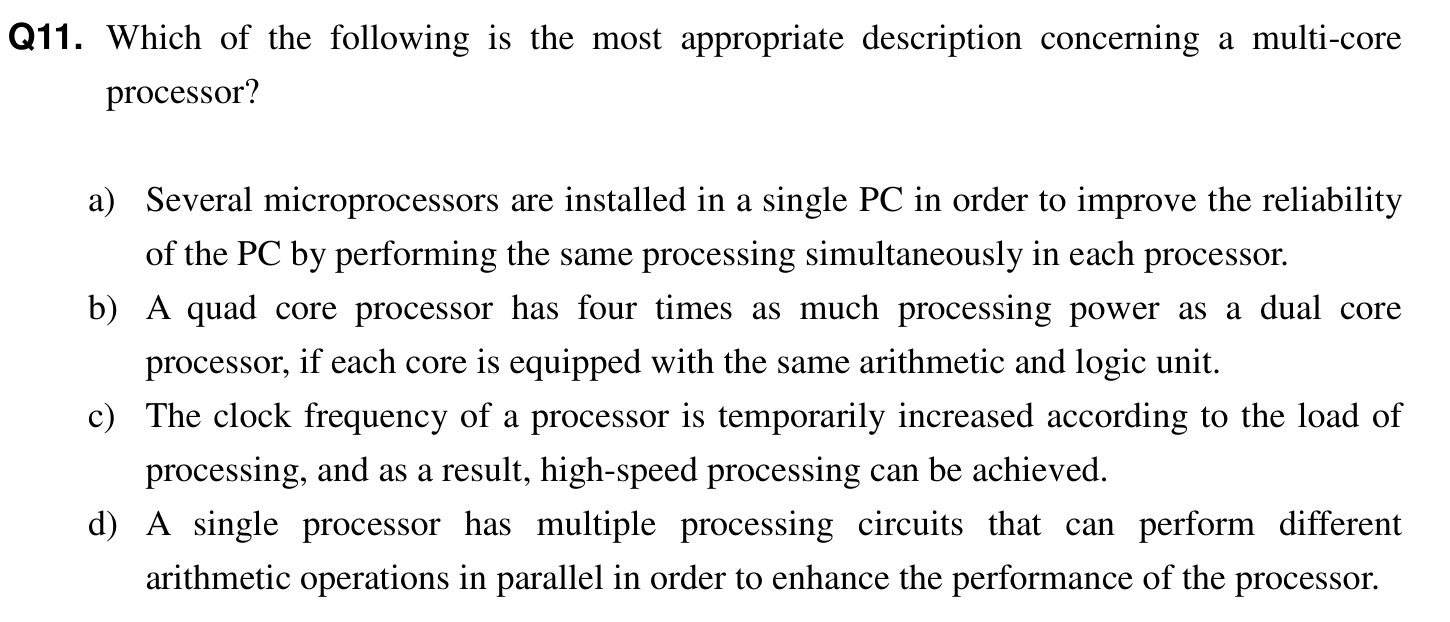 Q11. Which of the following is the most appropriate description concerning a multi-core
processor?
a) Several microprocessors are installed in a single PC in order to improve the reliability
of the PC by performing the same processing simultaneously in each processor.
b) A quad core processor has four times as much processing power as a dual core
processor, if each core is equipped with the same arithmetic and logic unit.
c) The clock frequency of a processor is temporarily increased according to the load of
processing, and as a result, high-speed processing can be achieved.
d) A single processor has multiple processing circuits that can perform different
arithmetic operations in parallel in order to enhance the performance of the processor.